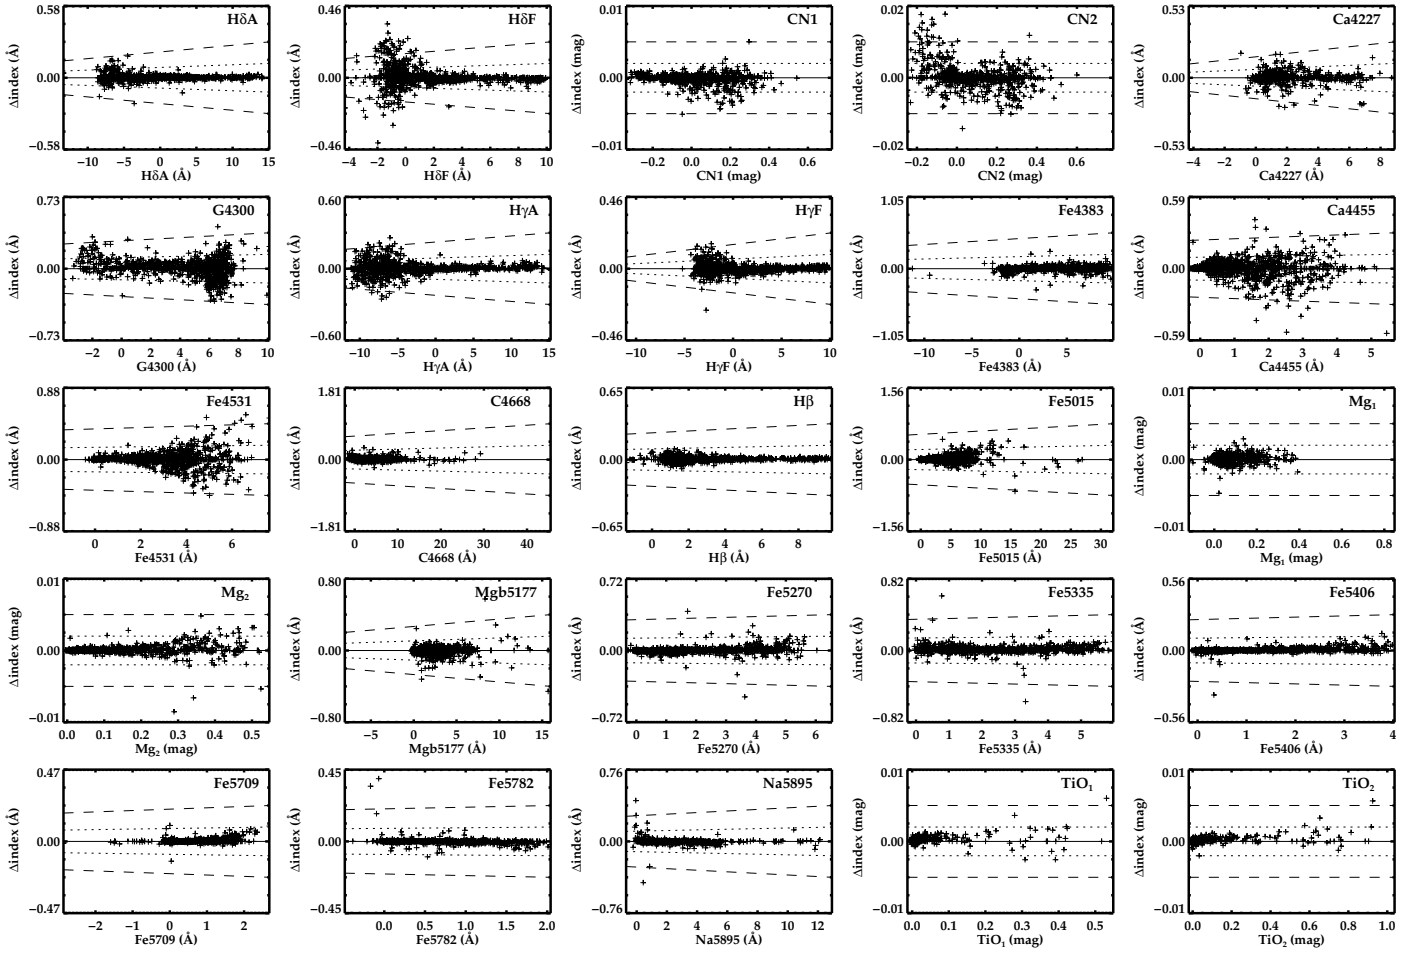 0.58
HδA
0.00
−0.58
Δindex (Å)
−10 −5 0 5 10 15
HδA (Å)
0.46
HδF
0.00
−0.46
Δindex (Å)
−4 −2 0 2 4 6 8 10
HδF (Å)
0.01
CN1
0.00
−0.01
Δindex (mag)
−0.2 0.0 0.2 0.4 0.6
CN1 (mag)
0.02
CN2
0.00
−0.02
Δindex (mag)
−0.2 0.0 0.2 0.4 0.6
CN2 (mag)
0.53
Ca4227
0.00
−0.53
Δindex (Å)
−4 −2 0 2 4 6 8
Ca4227 (Å)
0.73
G4300
0.00
−0.73
Δindex (Å)
−2 0 2 4 6 8 10
G4300 (Å)
0.60
HγA
0.00
−0.60
Δindex (Å)
−10 −5 0 5 10 15
HγA (Å)
0.46
HγF
0.00
−0.46
Δindex (Å)
−10 −5 0 5 10
HγF (Å)
1.05
Fe4383
0.00
−1.05
Δindex (Å)
−10 −5 0 5
Fe4383 (Å)
0.59
Ca4455
0.00
−0.59
Δindex (Å)
0 1 2 3 4 5
Ca4455 (Å)
0.88
Fe4531
0.00
−0.88
Δindex (Å)
0 2 4 6
Fe4531 (Å)
1.81
C4668
0.00
−1.81
Δindex (Å)
0 10 20 30 40
C4668 (Å)
0.65
Hβ
0.00
−0.65
Δindex (Å)
0 2 4 6 8
Hβ (Å)
1.56
Fe5015
0.00
−1.56
Δindex (Å)
0 5 10 15 20 25 30
Fe5015 (Å)
0.01
Mg₁
0.00
−0.01
Δindex (mag)
0.0 0.2 0.4 0.6 0.8
Mg₁ (mag)
0.01
Mg₂
0.00
−0.01
Δindex (mag)
0.0 0.1 0.2 0.3 0.4 0.5
Mg₂ (mag)
0.80
Mgb5177
0.00
−0.80
Δindex (Å)
−5 0 5 10 15
Mgb5177 (Å)
0.72
Fe5270
0.00
−0.72
Δindex (Å)
0 1 2 3 4 5 6
Fe5270 (Å)
0.82
Fe5335
0.00
−0.82
Δindex (Å)
0 1 2 3 4 5
Fe5335 (Å)
0.56
Fe5406
0.00
−0.56
Δindex (Å)
0 1 2 3 4
Fe5406 (Å)
0.47
Fe5709
0.00
−0.47
Δindex (Å)
−2 −1 0 1 2
Fe5709 (Å)
0.45
Fe5782
0.00
−0.45
Δindex (Å)
0.0 0.5 1.0 1.5 2.0
Fe5782 (Å)
0.76
Na5895
0.00
−0.76
Δindex (Å)
0 2 4 6 8 10 12
Na5895 (Å)
0.01
TiO₁
0.00
−0.01
Δindex (mag)
0.0 0.1 0.2 0.3 0.4 0.5
TiO₁ (mag)
0.01
TiO₂
0.00
−0.01
Δindex (mag)
0.0 0.2 0.4 0.6 0.8 1.0
TiO₂ (mag)